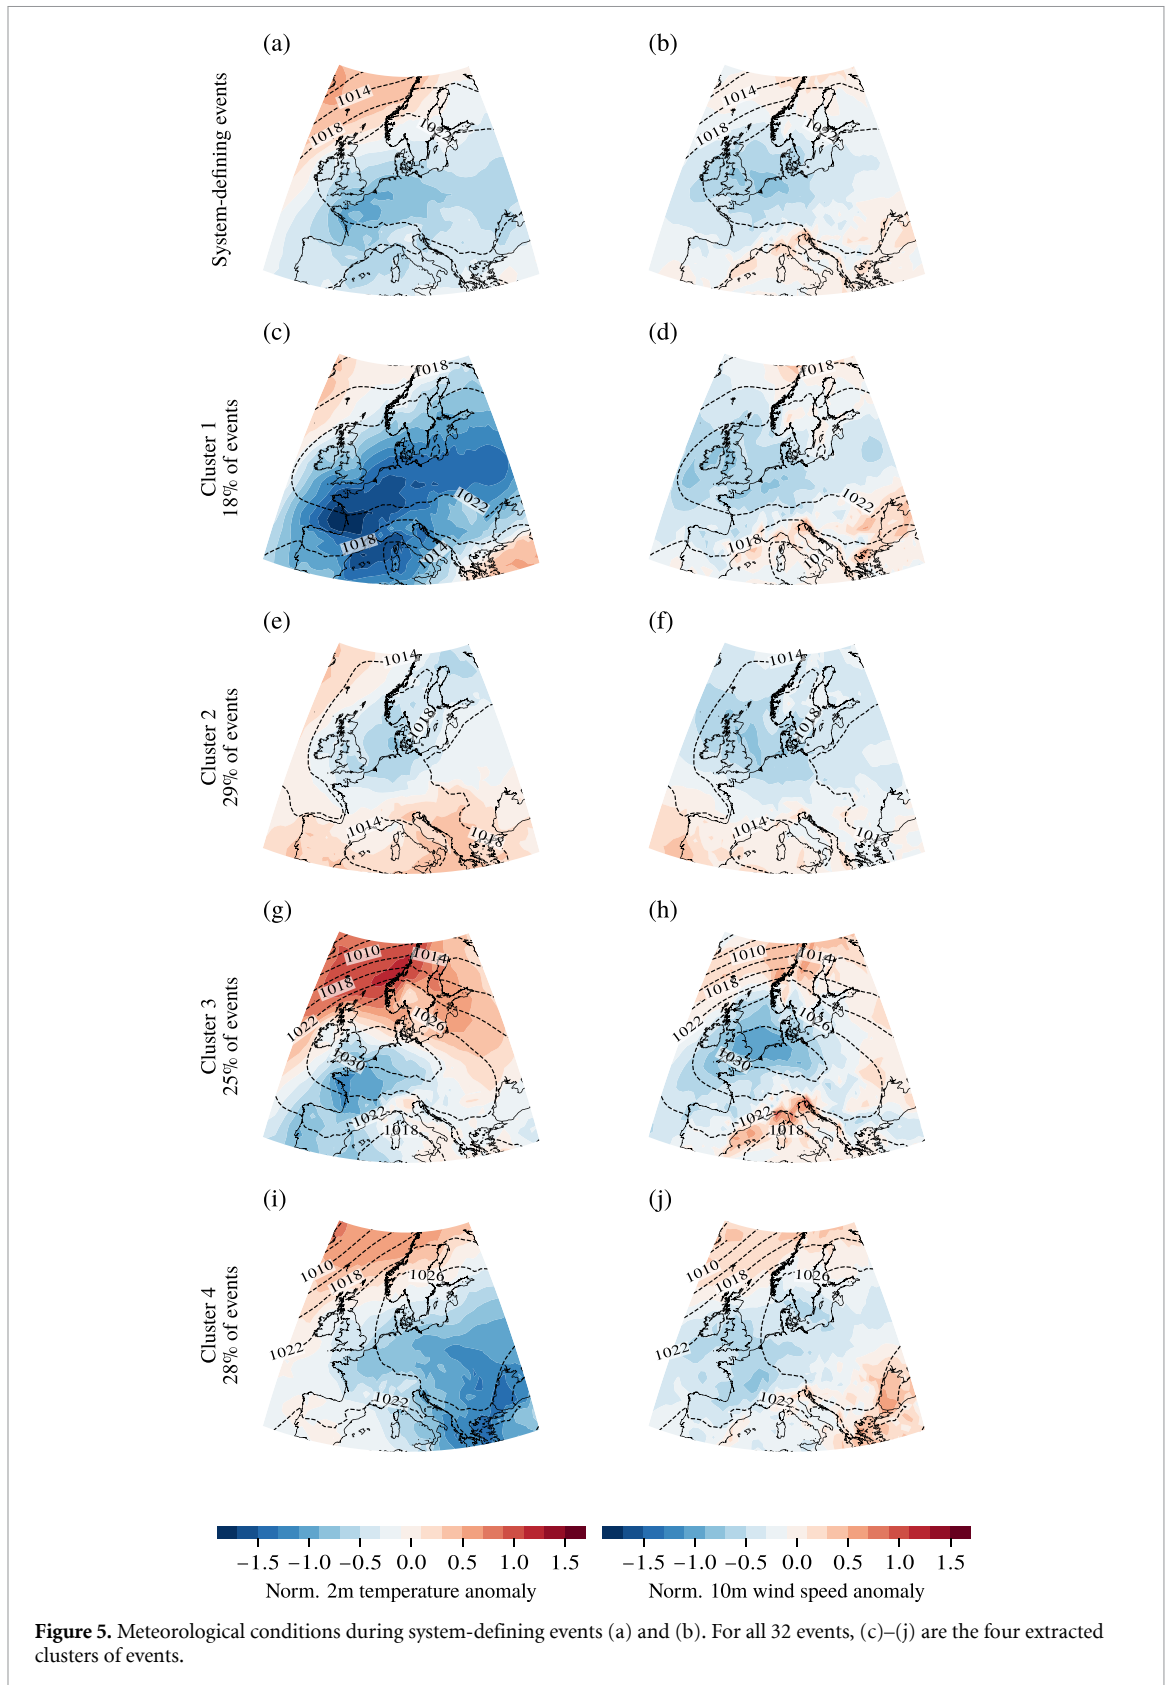 (a)
(b)
System-defining events
1014
1018
1022
1014
1018
1022
(c)
(d)
Cluster 1
18% of events
1018
1022
1018
1014
1018
1022
1018
1014
(e)
(f)
Cluster 2
29% of events
1014
1018
1014
1018
1014
1018
1014
1018
(g)
(h)
Cluster 3
25% of events
1010
1014
1018
1022
1026
1030
1022
1018
1010
1014
1018
1022
1026
1030
1022
1018
(i)
(j)
Cluster 4
28% of events
1010
1018
1026
1022
1022
1010
1018
1026
1022
1022
−1.5 −1.0 −0.5 0.0 0.5 1.0 1.5
Norm. 2m temperature anomaly
−1.5 −1.0 −0.5 0.0 0.5 1.0 1.5
Norm. 10m wind speed anomaly
Figure 5. Meteorological conditions during system-defining events (a) and (b). For all 32 events, (c)–(j) are the four extracted
clusters of events.